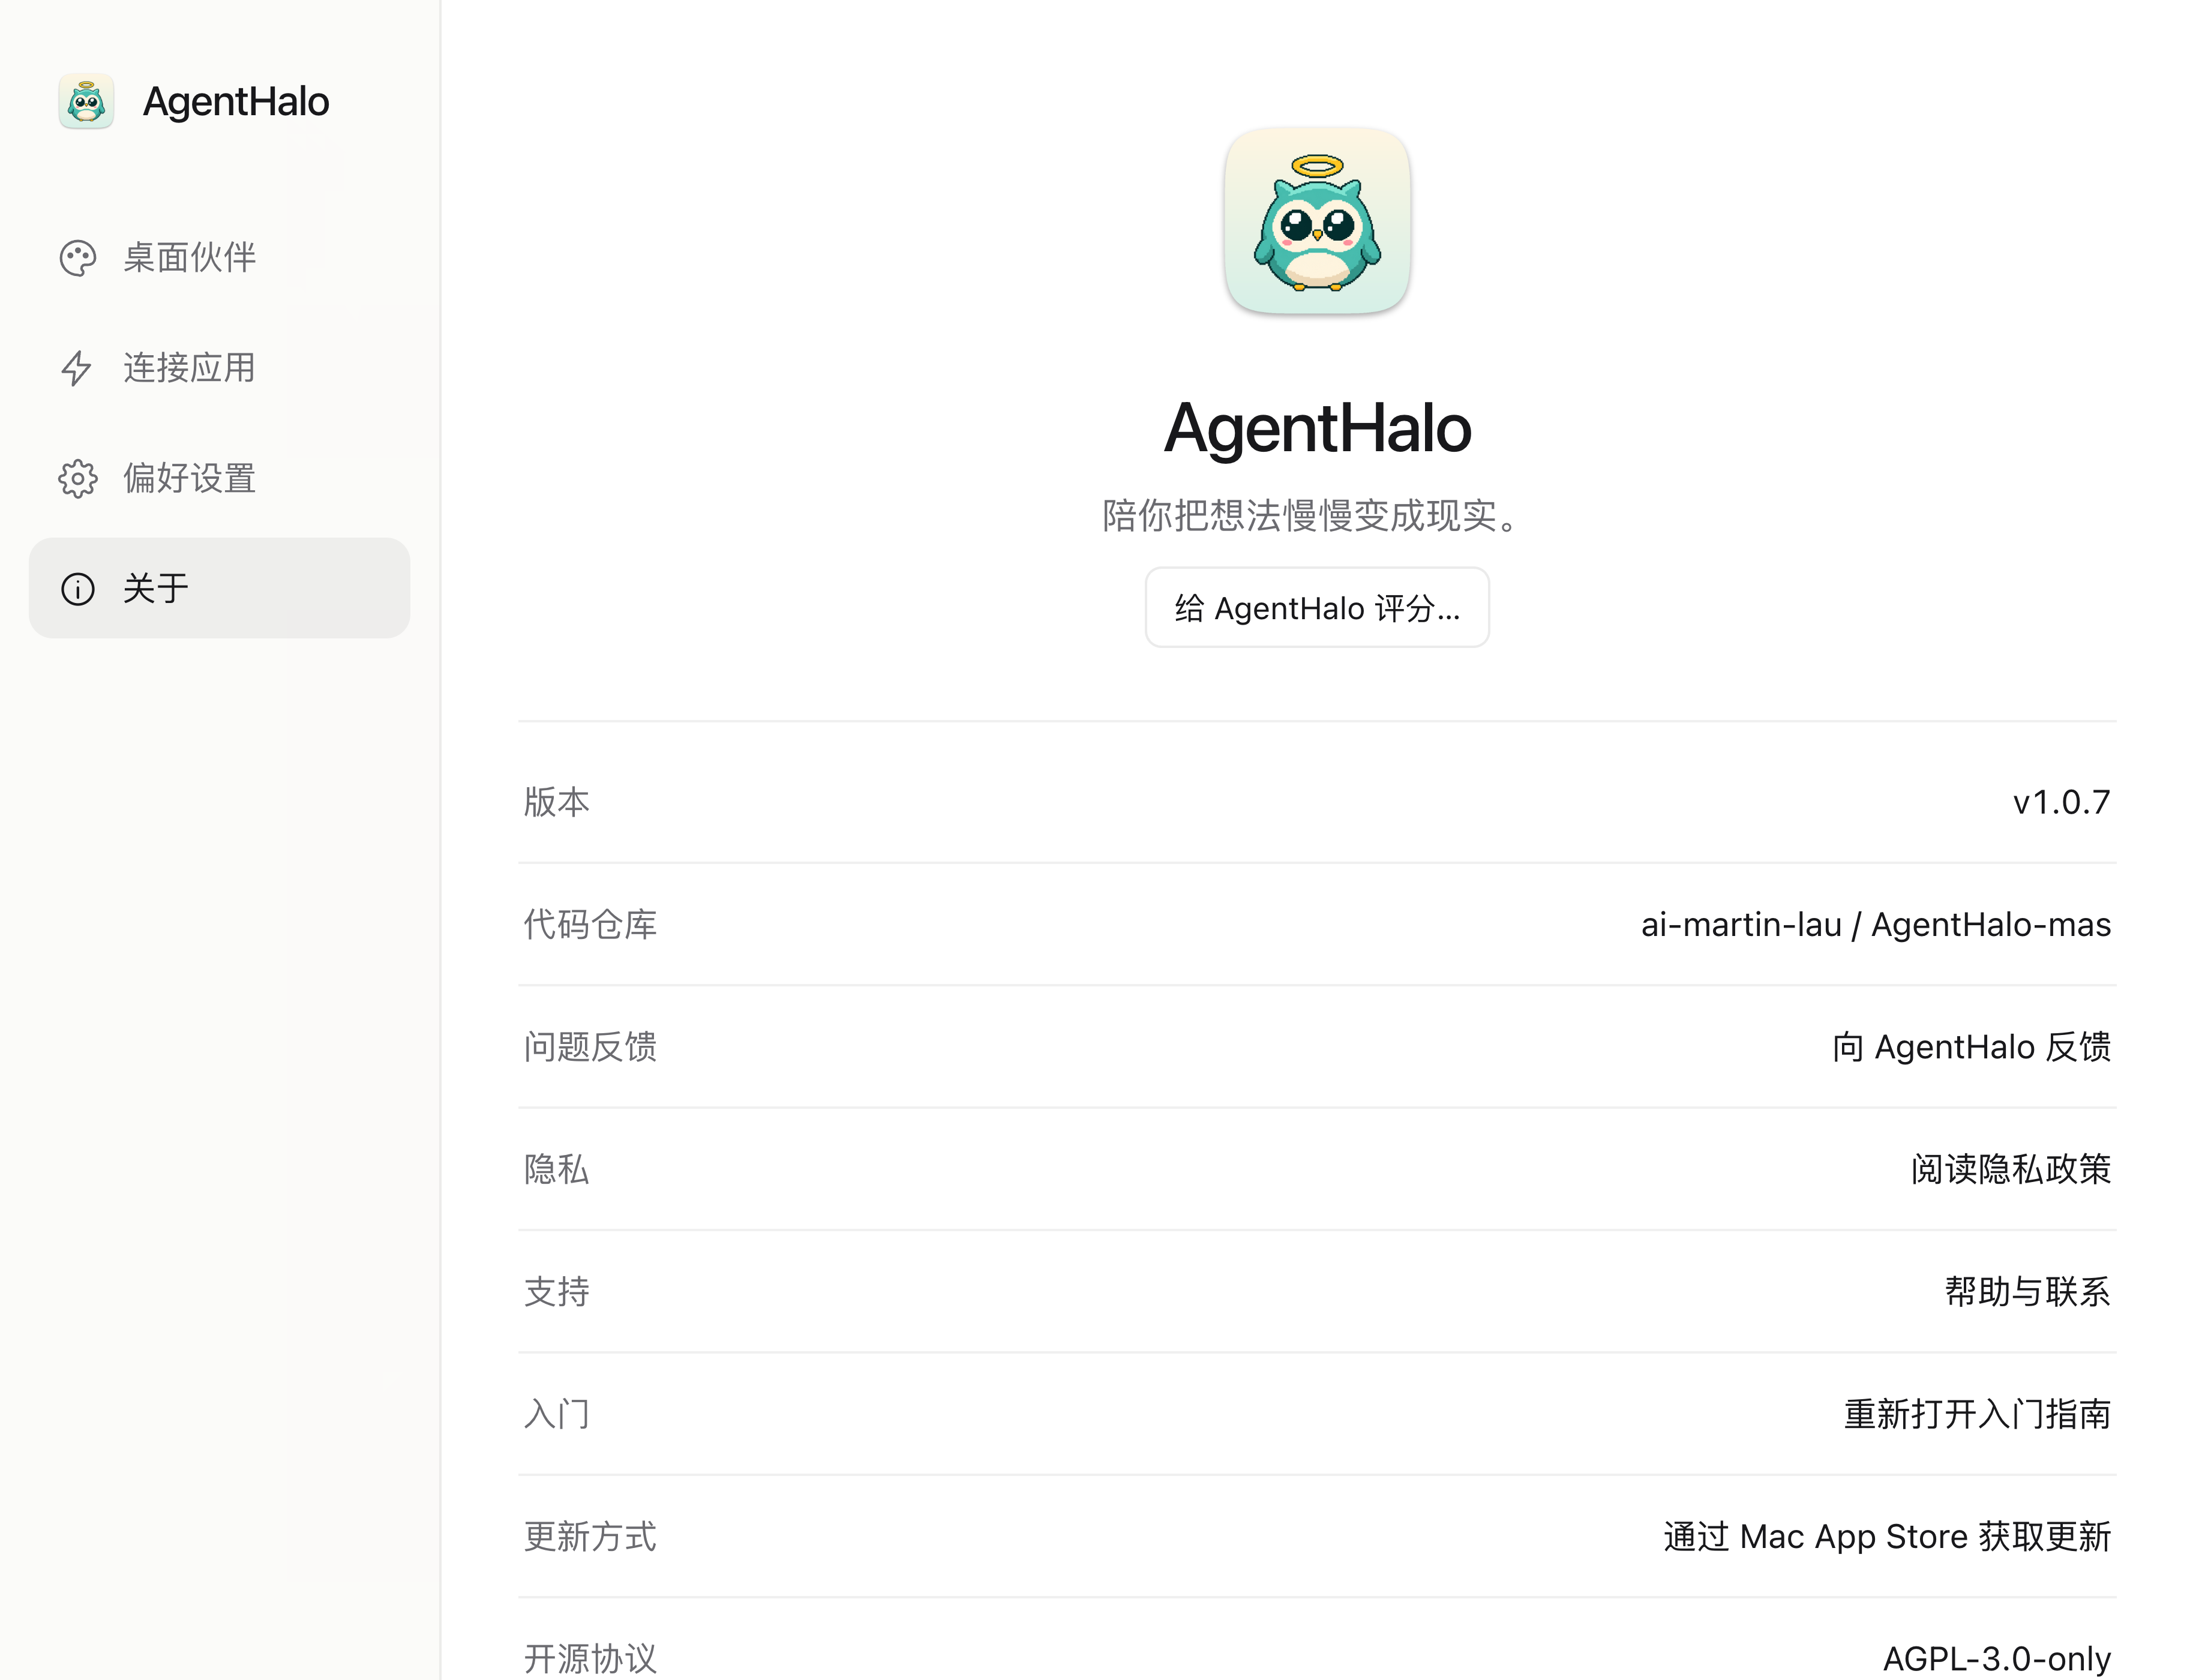 AgentHalo
桌面伙伴
连接应用
偏好设置
关于
AgentHalo
陪你把想法慢慢变成现实。
给 AgentHalo 评分...
版本 v1.0.7
代码仓库 ai-martin-lau / AgentHalo-mas
问题反馈 向 AgentHalo 反馈
隐私 阅读隐私政策
支持 帮助与联系
入门 重新打开入门指南
更新方式 通过 Mac App Store 获取更新
开源协议 AGPL-3.0-only